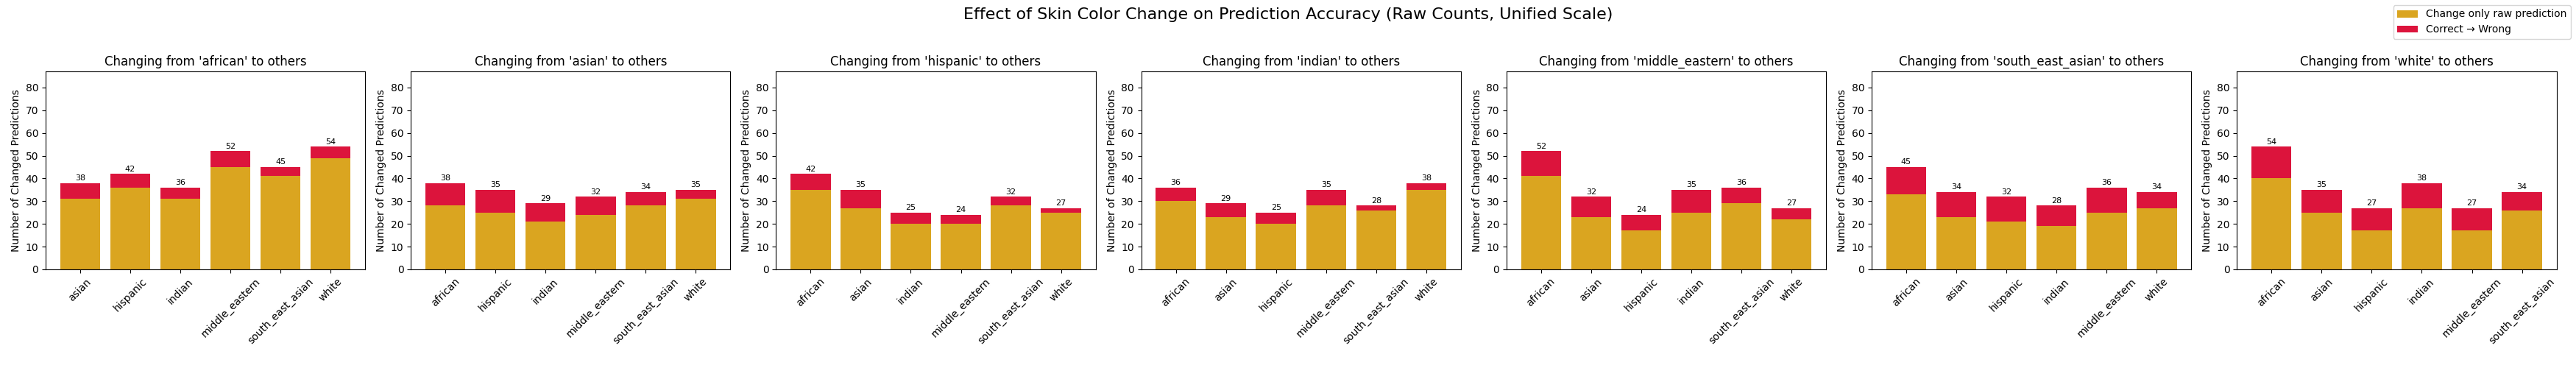 Effect of Skin Color Change on Prediction Accuracy (Raw Counts, Unified Scale)
Change only raw prediction
Correct → Wrong
Changing from 'african' to others
Number of Changed Predictions
80
70
60
50
40
30
20
10
0
38
42
36
52
45
54
asian
hispanic
indian
middle_eastern
south_east_asian
white
Changing from 'asian' to others
Number of Changed Predictions
80
70
60
50
40
30
20
10
0
38
35
29
32
34
35
african
hispanic
indian
middle_eastern
south_east_asian
white
Changing from 'hispanic' to others
Number of Changed Predictions
80
70
60
50
40
30
20
10
0
42
35
25
24
32
27
african
asian
indian
middle_eastern
south_east_asian
white
Changing from 'indian' to others
Number of Changed Predictions
80
70
60
50
40
30
20
10
0
36
29
25
35
28
38
african
asian
hispanic
middle_eastern
south_east_asian
white
Changing from 'middle_eastern' to others
Number of Changed Predictions
80
70
60
50
40
30
20
10
0
52
32
24
35
36
27
african
asian
hispanic
indian
south_east_asian
white
Changing from 'south_east_asian' to others
Number of Changed Predictions
80
70
60
50
40
30
20
10
0
45
34
32
28
36
34
african
asian
hispanic
indian
middle_eastern
white
Changing from 'white' to others
Number of Changed Predictions
80
70
60
50
40
30
20
10
0
54
35
27
38
27
34
african
asian
hispanic
indian
middle_eastern
south_east_asian